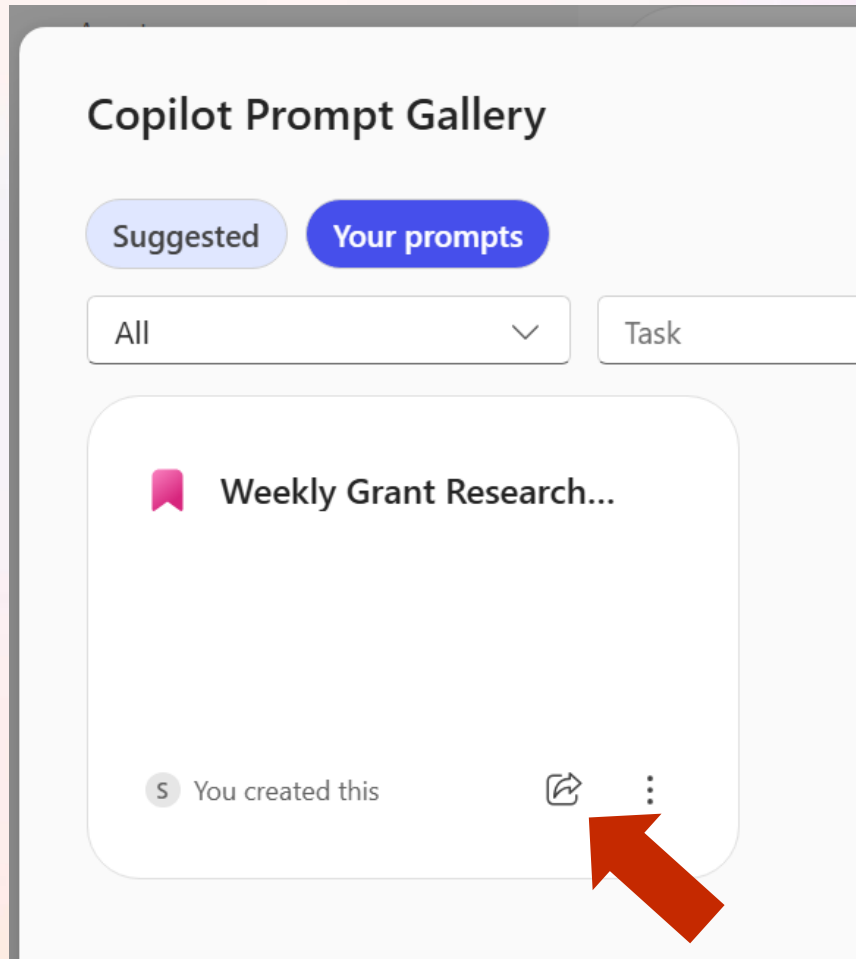 Copilot Prompt Gallery
Suggested Your prompts
All Task
Weekly Grant Research...
S You created this